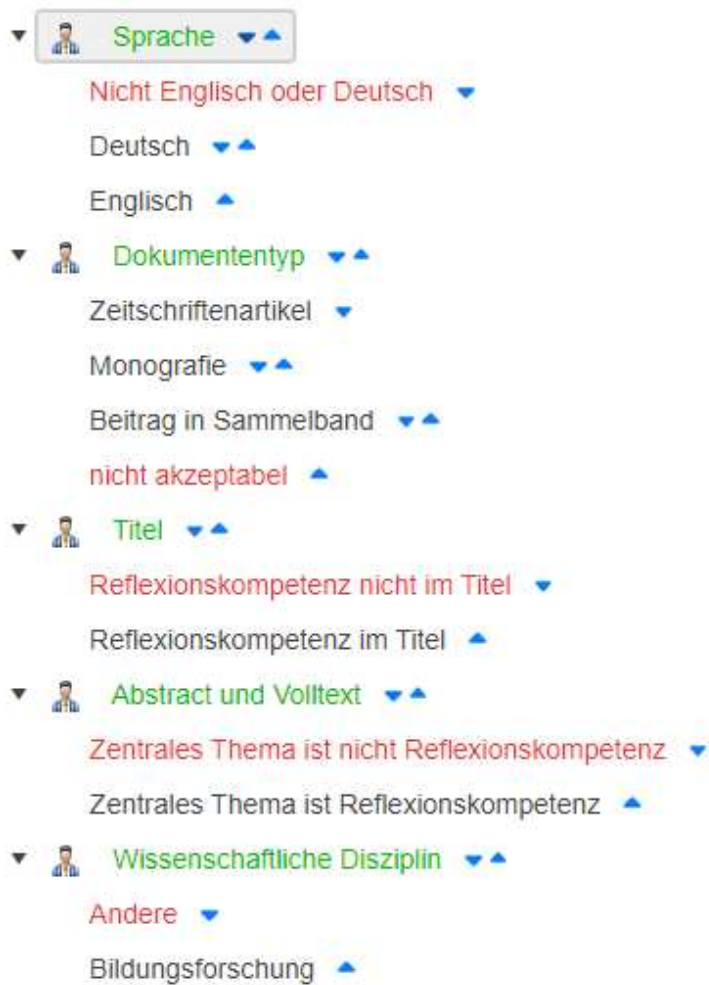 Sprache
Nicht Englisch oder Deutsch
Deutsch
Englisch
Dokumententyp
Zeitschriftenartikel
Monografie
Beitrag in Sammelband
nicht akzeptabel
Titel
Reflexionskompetenz nicht im Titel
Reflexionskompetenz im Titel
Abstract und Volltext
Zentrales Thema ist nicht Reflexionskompetenz
Zentrales Thema ist Reflexionskompetenz
Wissenschaftliche Disziplin
Andere
Bildungsforschung